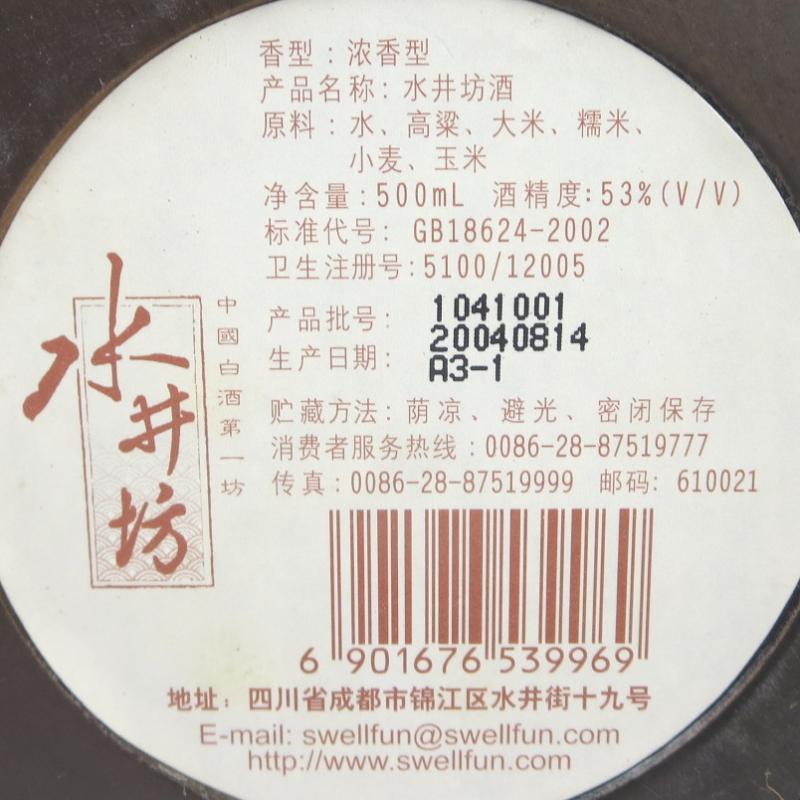 香型：浓香型
产品名称：水井坊酒
原料：水、高粱、大米、糯米、
小麦、玉米
净含量：500mL 酒精度：53%(V/V)
标准代号：GB18624-2002
卫生注册号：5100/12005
产品批号：1041001
生产日期：20040814
A3-1
贮藏方法：荫凉、避光、密闭保存
消费者服务热线：0086-28-87519777
传真：0086-28-87519999 邮码：610021
水井坊
中國白酒第一坊
6 901676 539969
地址：四川省成都市锦江区水井街十九号
E-mail: swellfun@swellfun.com
http://www.swellfun.com